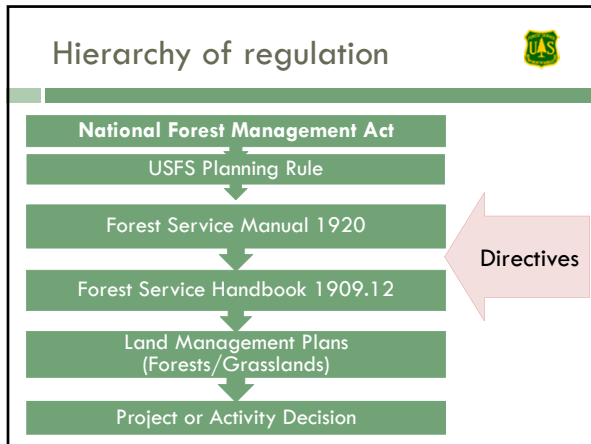 Hierarchy of regulation
U S
National Forest Management Act
USFS Planning Rule
Forest Service Manual 1920
Directives
Forest Service Handbook 1909.12
Land Management Plans
(Forests/Grasslands)
Project or Activity Decision